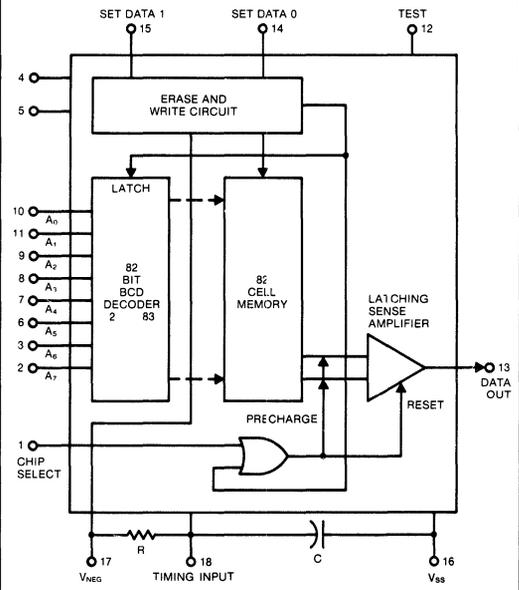 SET DATA 1
SET DATA 0
TEST
15
14
12
4
5
ERASE AND
WRITE CIRCUIT
LATCH
10
A₀
11
A₁
9
A₂
8
A₃
7
A₄
6
A₅
3
A₆
2
A₇
82
BIT
BCD
DECODER
2 83
82
CELL
MEMORY
LATCHING
SENSE
AMPLIFIER
13
DATA
OUT
RESET
PRECHARGE
1
CHIP
SELECT
R
C
17
18
16
VNEG
TIMING INPUT
VSS